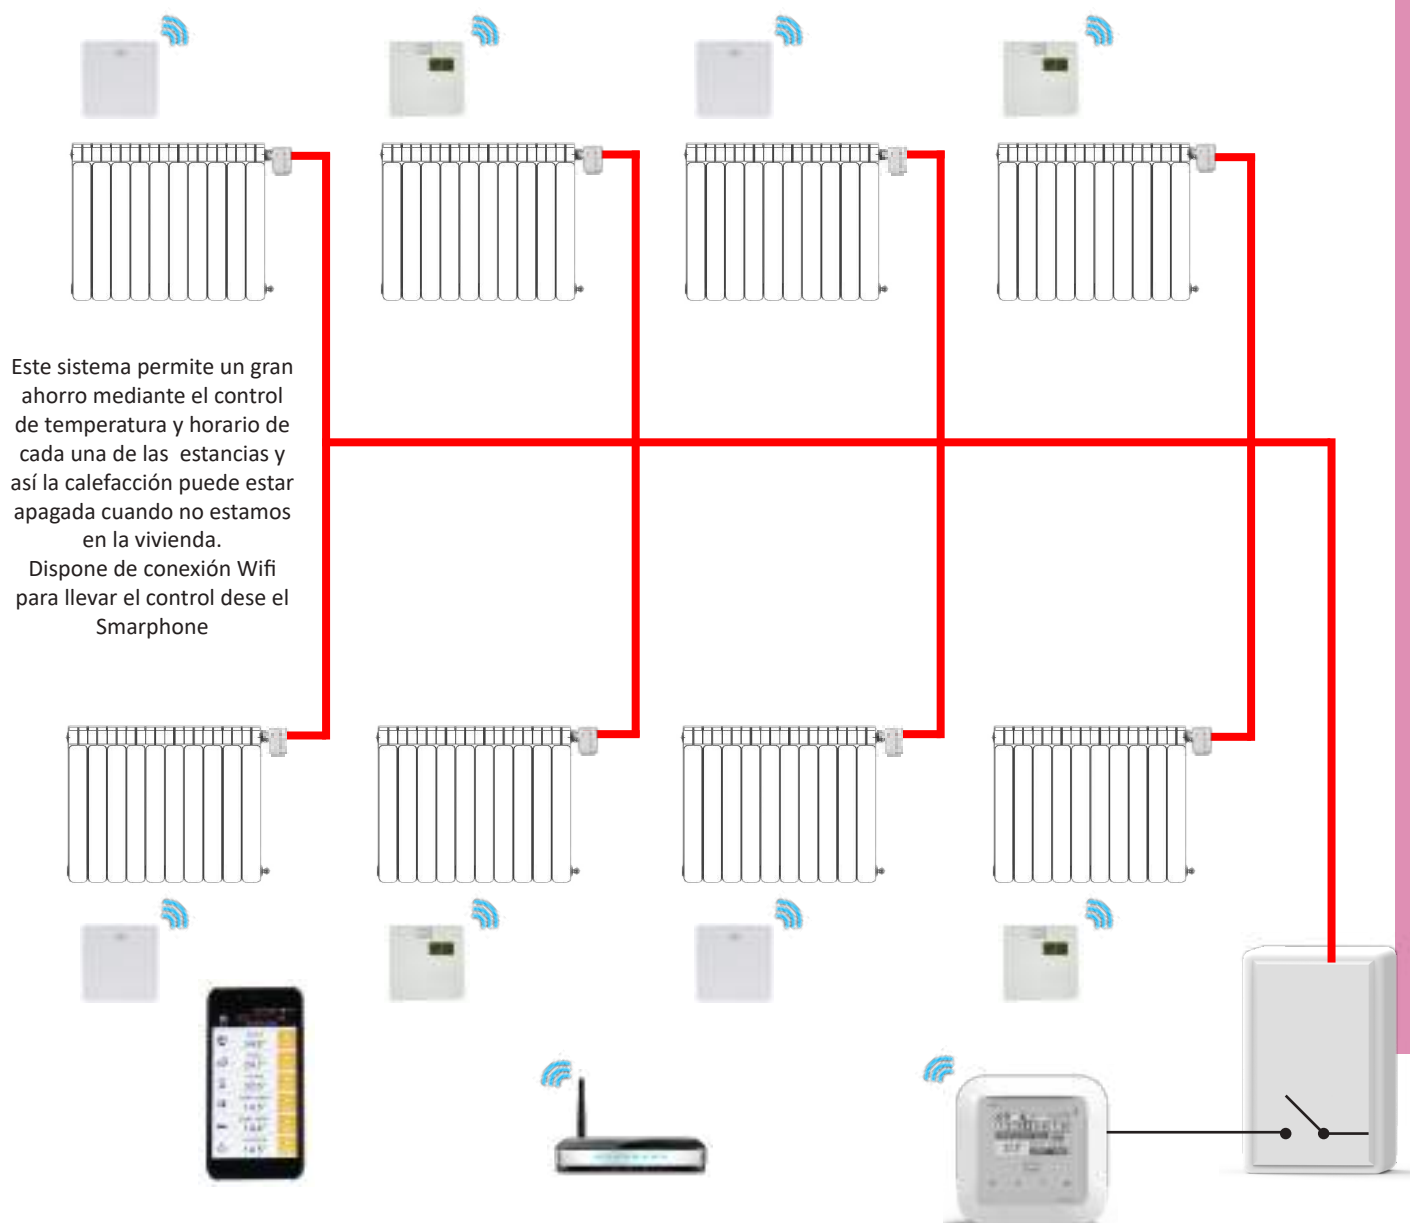 Este sistema permite un gran
ahorro mediante el control
de temperatura y horario de
cada una de las estancias y
así la calefacción puede estar
apagada cuando no estamos
en la vivienda.
Dispone de conexión Wifi
para llevar el control dese el
Smarphone